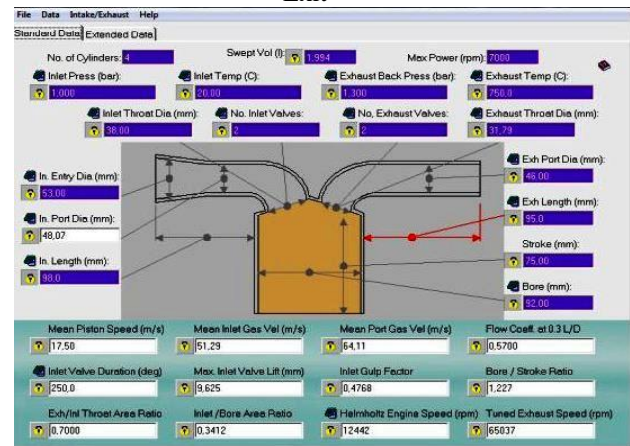 File Data Intake/Exhaust Help
Standard Data Extended Data
No. of Cylinders: 4 Swept Vol (l): 1.994 Max Power (rpm): 7000
Inlet Press (bar): Inlet Temp (C): Exhaust Back Press (bar): Exhaust Temp (C):
1,000 20,00 1,300 750,0
Inlet Throat Dia (mm): No. Inlet Valves: No, Exhaust Valves: Exhaust Throat Dia (mm):
38,00 2 2 31,79
In. Entry Dia (mm): Exh Port Dia (mm):
53,00 46,00
In. Port Dia (mm): Exh Length (mm):
48,07 95,0
In. Length (mm): Stroke (mm):
98,0 75,00
Bore (mm):
92,00
Mean Piston Speed (m/s) Mean Inlet Gas Vel (m/s) Mean Port Gas Vel (m/s) Flow Coeff. at 0.3 L/D
17,50 51,29 64,11 0,5700
Inlet Valve Duration (deg) Max. Inlet Valve Lift (mm) Inlet Gulp Factor Bore / Stroke Ratio
250,0 9,625 0,4768 1,227
Exh/Inl Throat Area Ratio Inlet /Bore Area Ratio Helmholtz Engine Speed (rpm) Tuned Exhaust Speed (rpm)
0,7000 0,3412 12442 65037